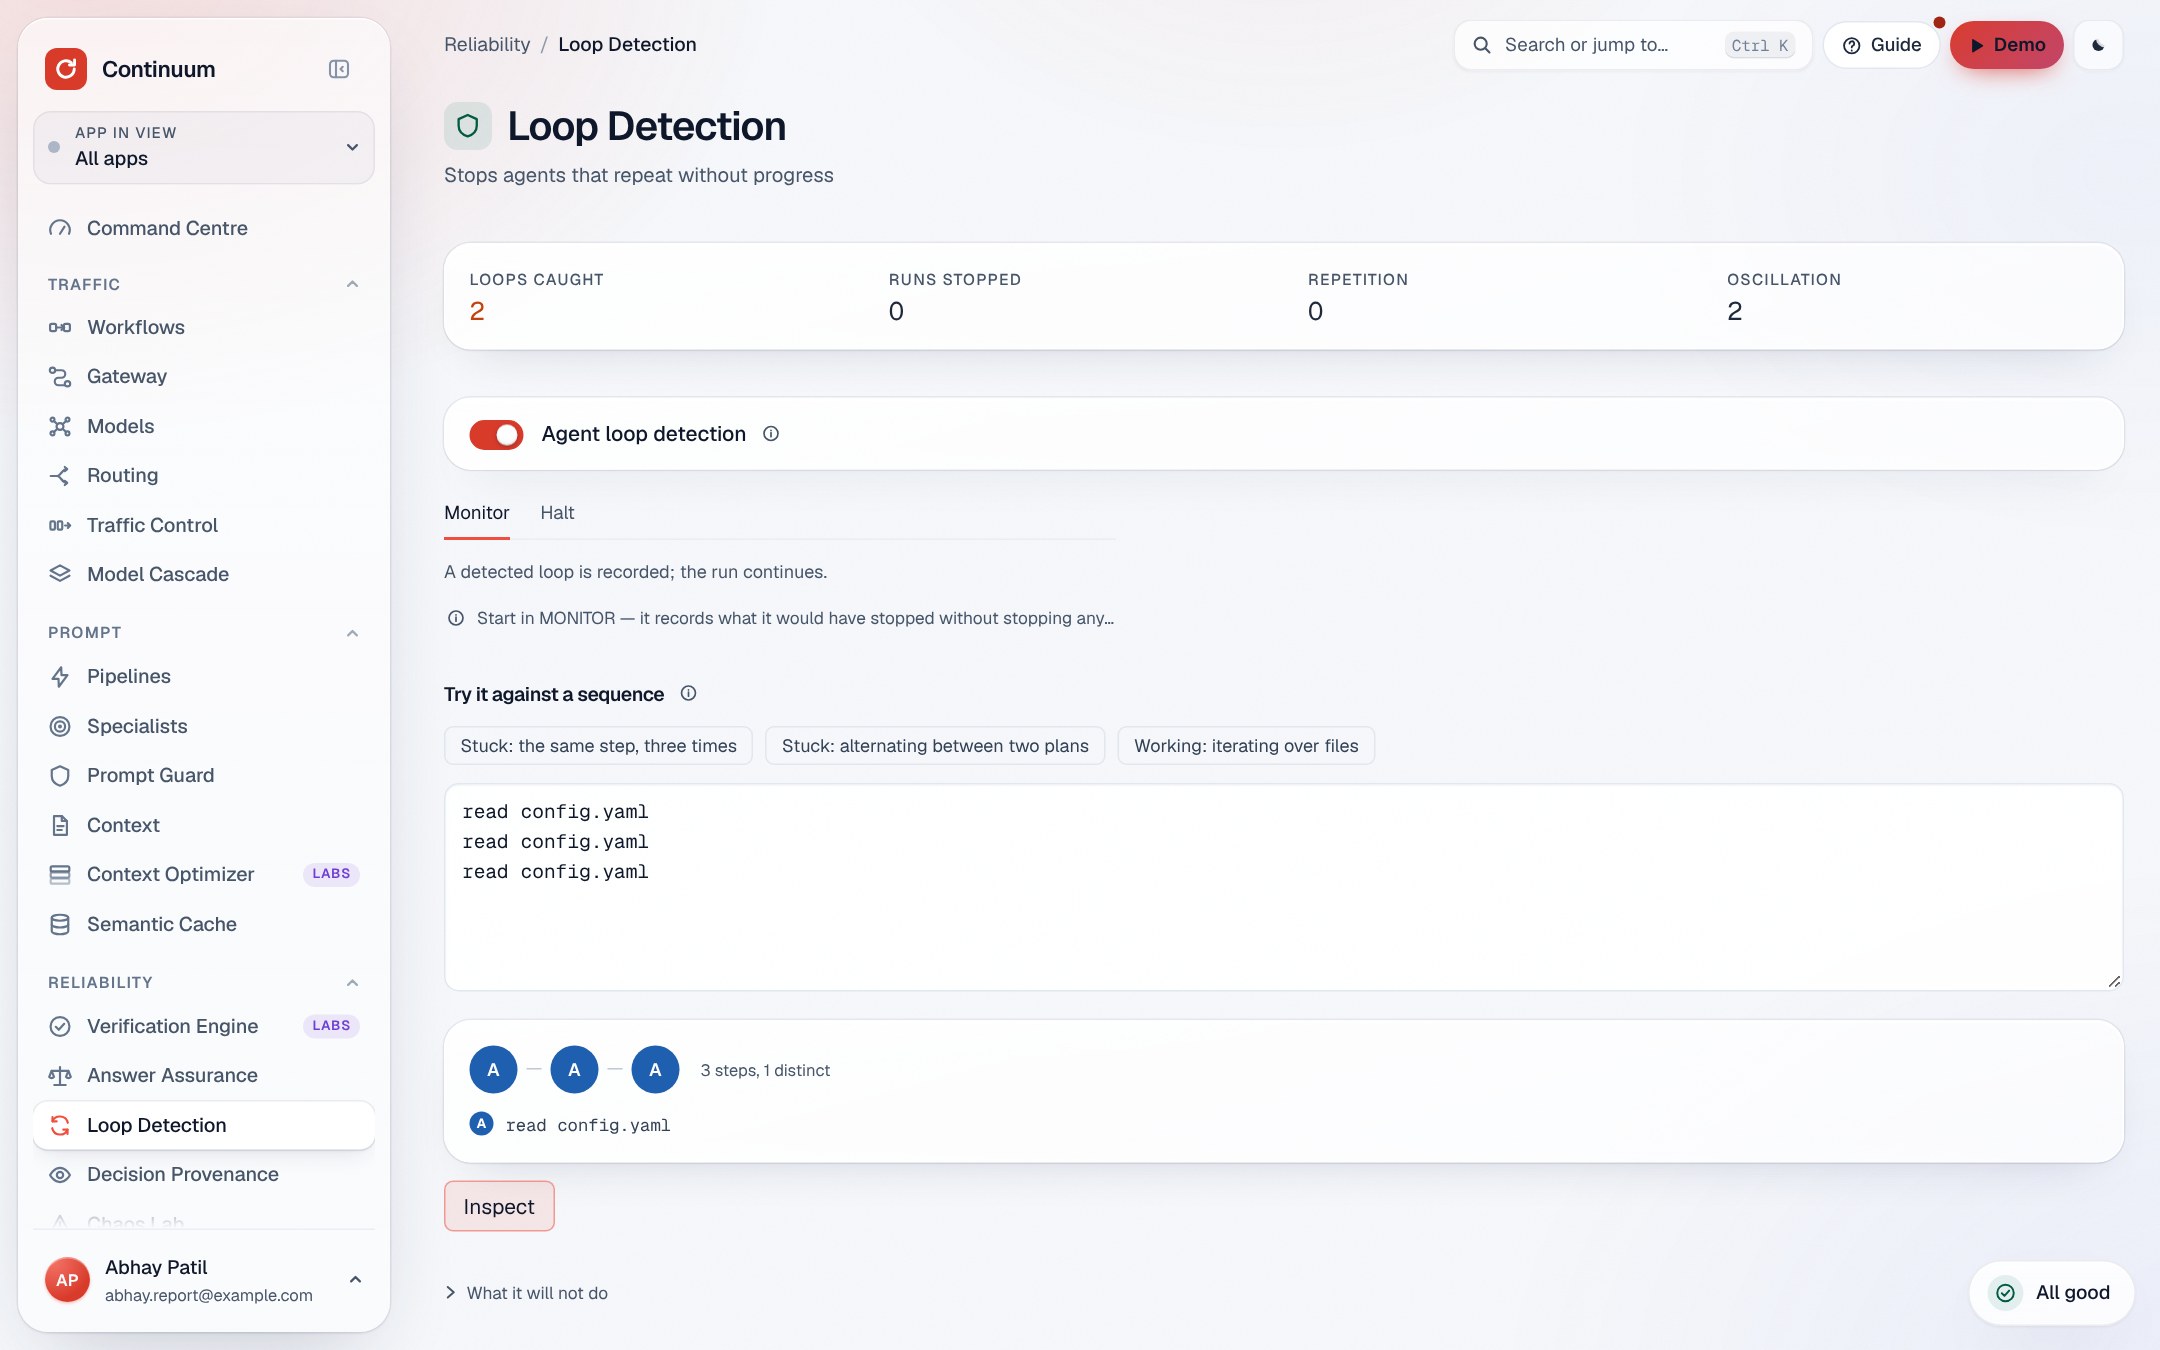 Continuum
APP IN VIEW
All apps
Command Centre
TRAFFIC
Workflows
Gateway
Models
Routing
Traffic Control
Model Cascade
PROMPT
Pipelines
Specialists
Prompt Guard
Context
Context Optimizer LABS
Semantic Cache
RELIABILITY
Verification Engine LABS
Answer Assurance
Loop Detection
Decision Provenance
Chaos Lab
AP
Abhay Patil
abhay.report@example.com
Reliability / Loop Detection
Search or jump to... Ctrl K
Guide
Demo
Loop Detection
Stops agents that repeat without progress
LOOPS CAUGHT
2
RUNS STOPPED
0
REPETITION
0
OSCILLATION
2
Agent loop detection
Monitor Halt
A detected loop is recorded; the run continues.
Start in MONITOR — it records what it would have stopped without stopping any...
Try it against a sequence
Stuck: the same step, three times
Stuck: alternating between two plans
Working: iterating over files
read config.yaml
read config.yaml
read config.yaml
A — A — A 3 steps, 1 distinct
A read config.yaml
Inspect
What it will not do
All good